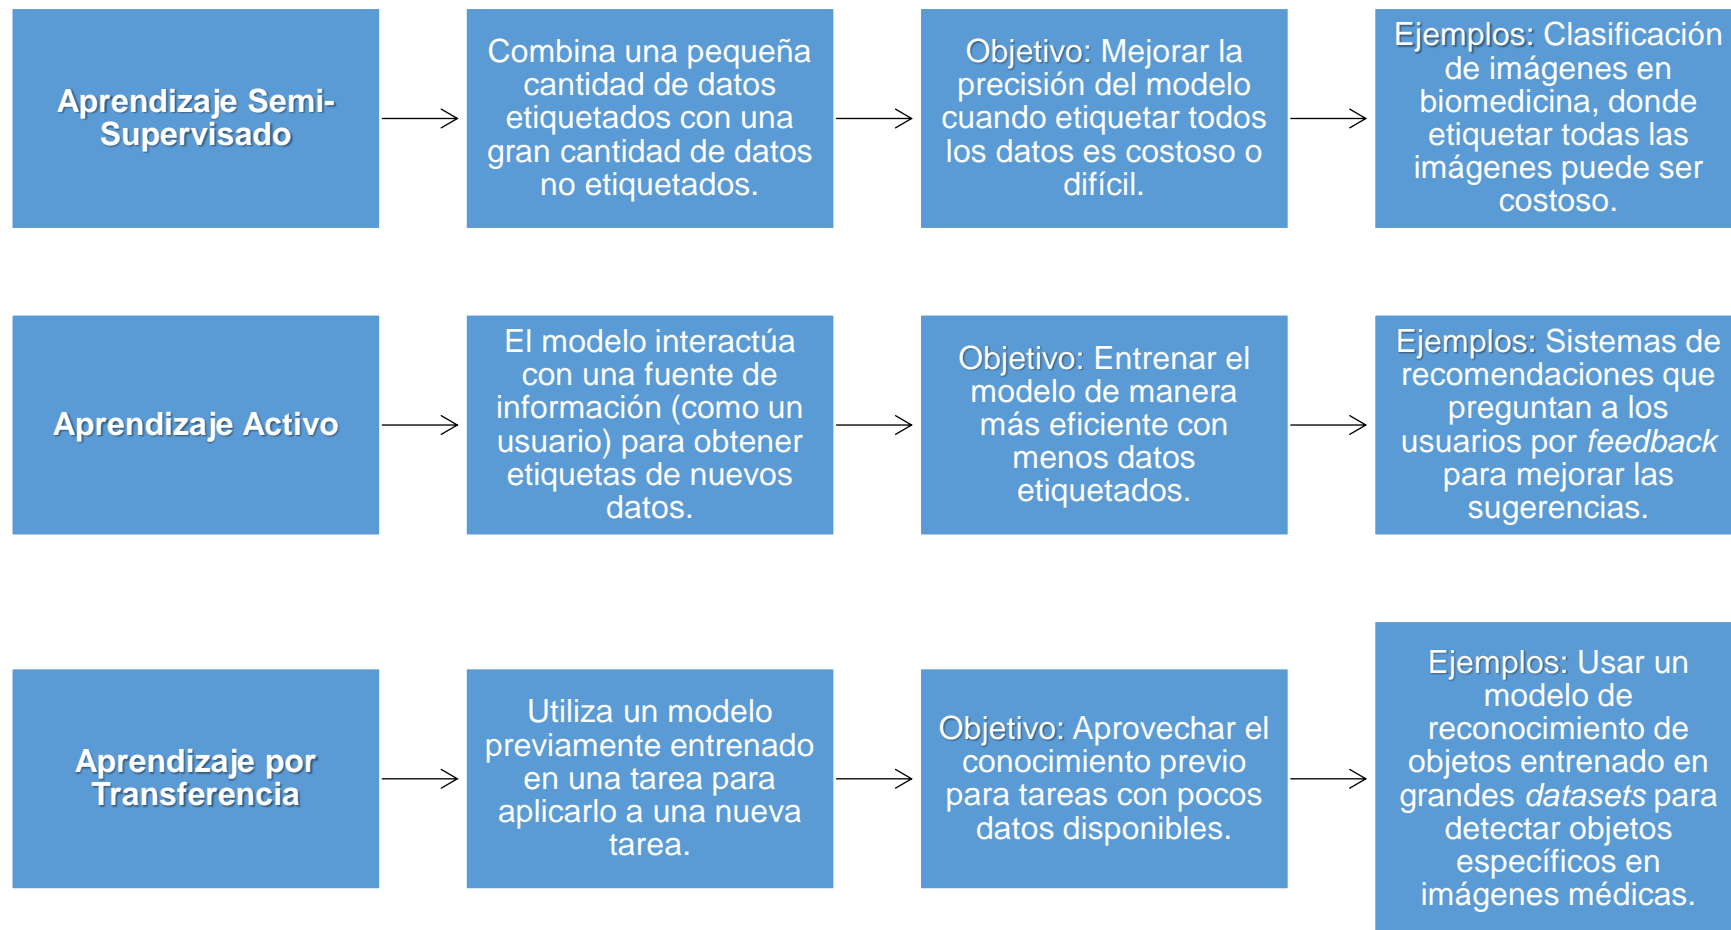 Aprendizaje Semi-
Supervisado
Combina una pequeña
cantidad de datos
etiquetados con una
gran cantidad de datos
no etiquetados.
Objetivo: Mejorar la
precisión del modelo
cuando etiquetar todos
los datos es costoso o
difícil.
Ejemplos: Clasificación
de imágenes en
biomedicina, donde
etiquetar todas las
imágenes puede ser
costoso.
Aprendizaje Activo
El modelo interactúa
con una fuente de
información (como un
usuario) para obtener
etiquetas de nuevos
datos.
Objetivo: Entrenar el
modelo de manera
más eficiente con
menos datos
etiquetados.
Ejemplos: Sistemas de
recomendaciones que
preguntan a los
usuarios por feedback
para mejorar las
sugerencias.
Aprendizaje por
Transferencia
Utiliza un modelo
previamente entrenado
en una tarea para
aplicarlo a una nueva
tarea.
Objetivo: Aprovechar el
conocimiento previo
para tareas con pocos
datos disponibles.
Ejemplos: Usar un
modelo de
reconocimiento de
objetos entrenado en
grandes datasets para
detectar objetos
específicos en
imágenes médicas.